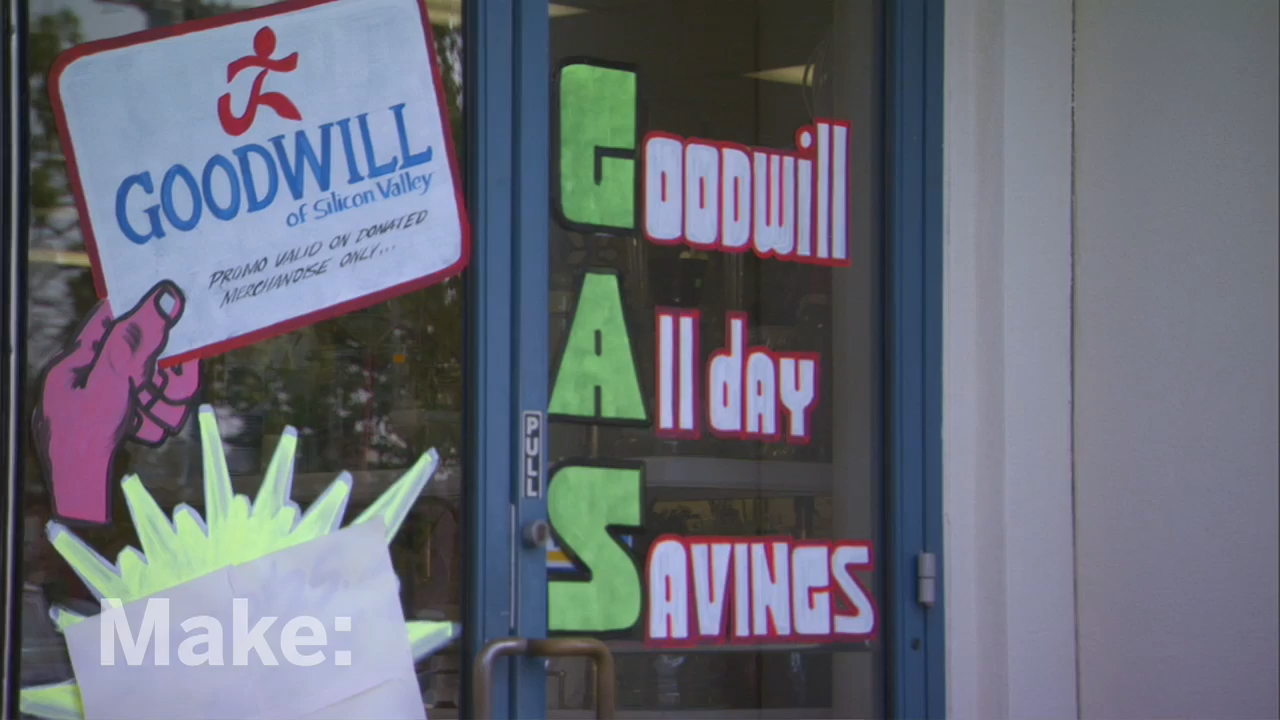 GOODWILL
of Silicon Valley
PROMO VALID ON DONATED
MERCHANDISE ONLY...
Goodwill
All dAy
SAVINGS
PULL
Make: